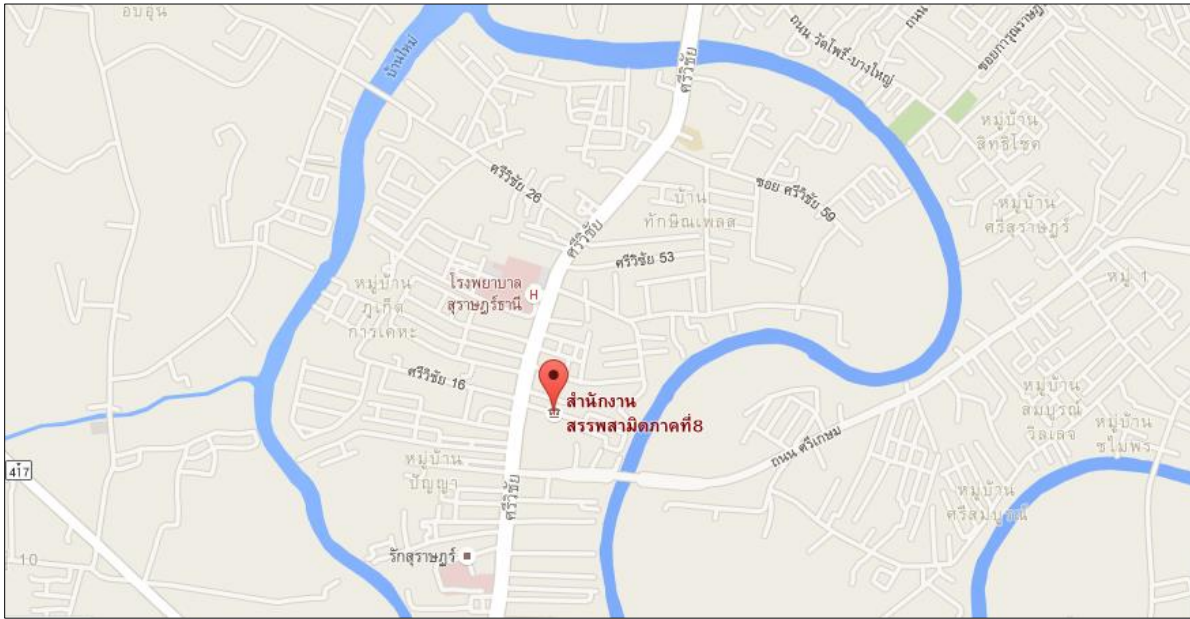 อบอุ่น
บ้านใหม่
ศรีวิชัย
ถนน วัดโพธิ์-บางใหญ่
ถนน
ซอยการุณราษฎร์
หมู่บ้าน
สิทธิโชค
ศรีวิชัย 26
ซอย ศรีวิชัย 59
บ้าน
ทักษิณเพลส
หมู่บ้าน
ศรีสุราษฎร์
ศรีวิชัย
ศรีวิชัย 53
หมู่ 1
โรงพยาบาล
สุราษฎร์ธานี
H
หมู่บ้าน
ภูเก็ต
การเคหะ
ศรีวิชัย 16
สำนักงาน
สรรพสามิตภาคที่8
หมู่บ้าน
สมบูรณ์
วิลเลจ
หมู่บ้าน
ชไมพร
ถนน ศรีเกษม
417
หมู่บ้าน
ปัญญา
ศรีวิชัย
หมู่บ้าน
ศรีสมบูรณ์
รักสุราษฎร์
10